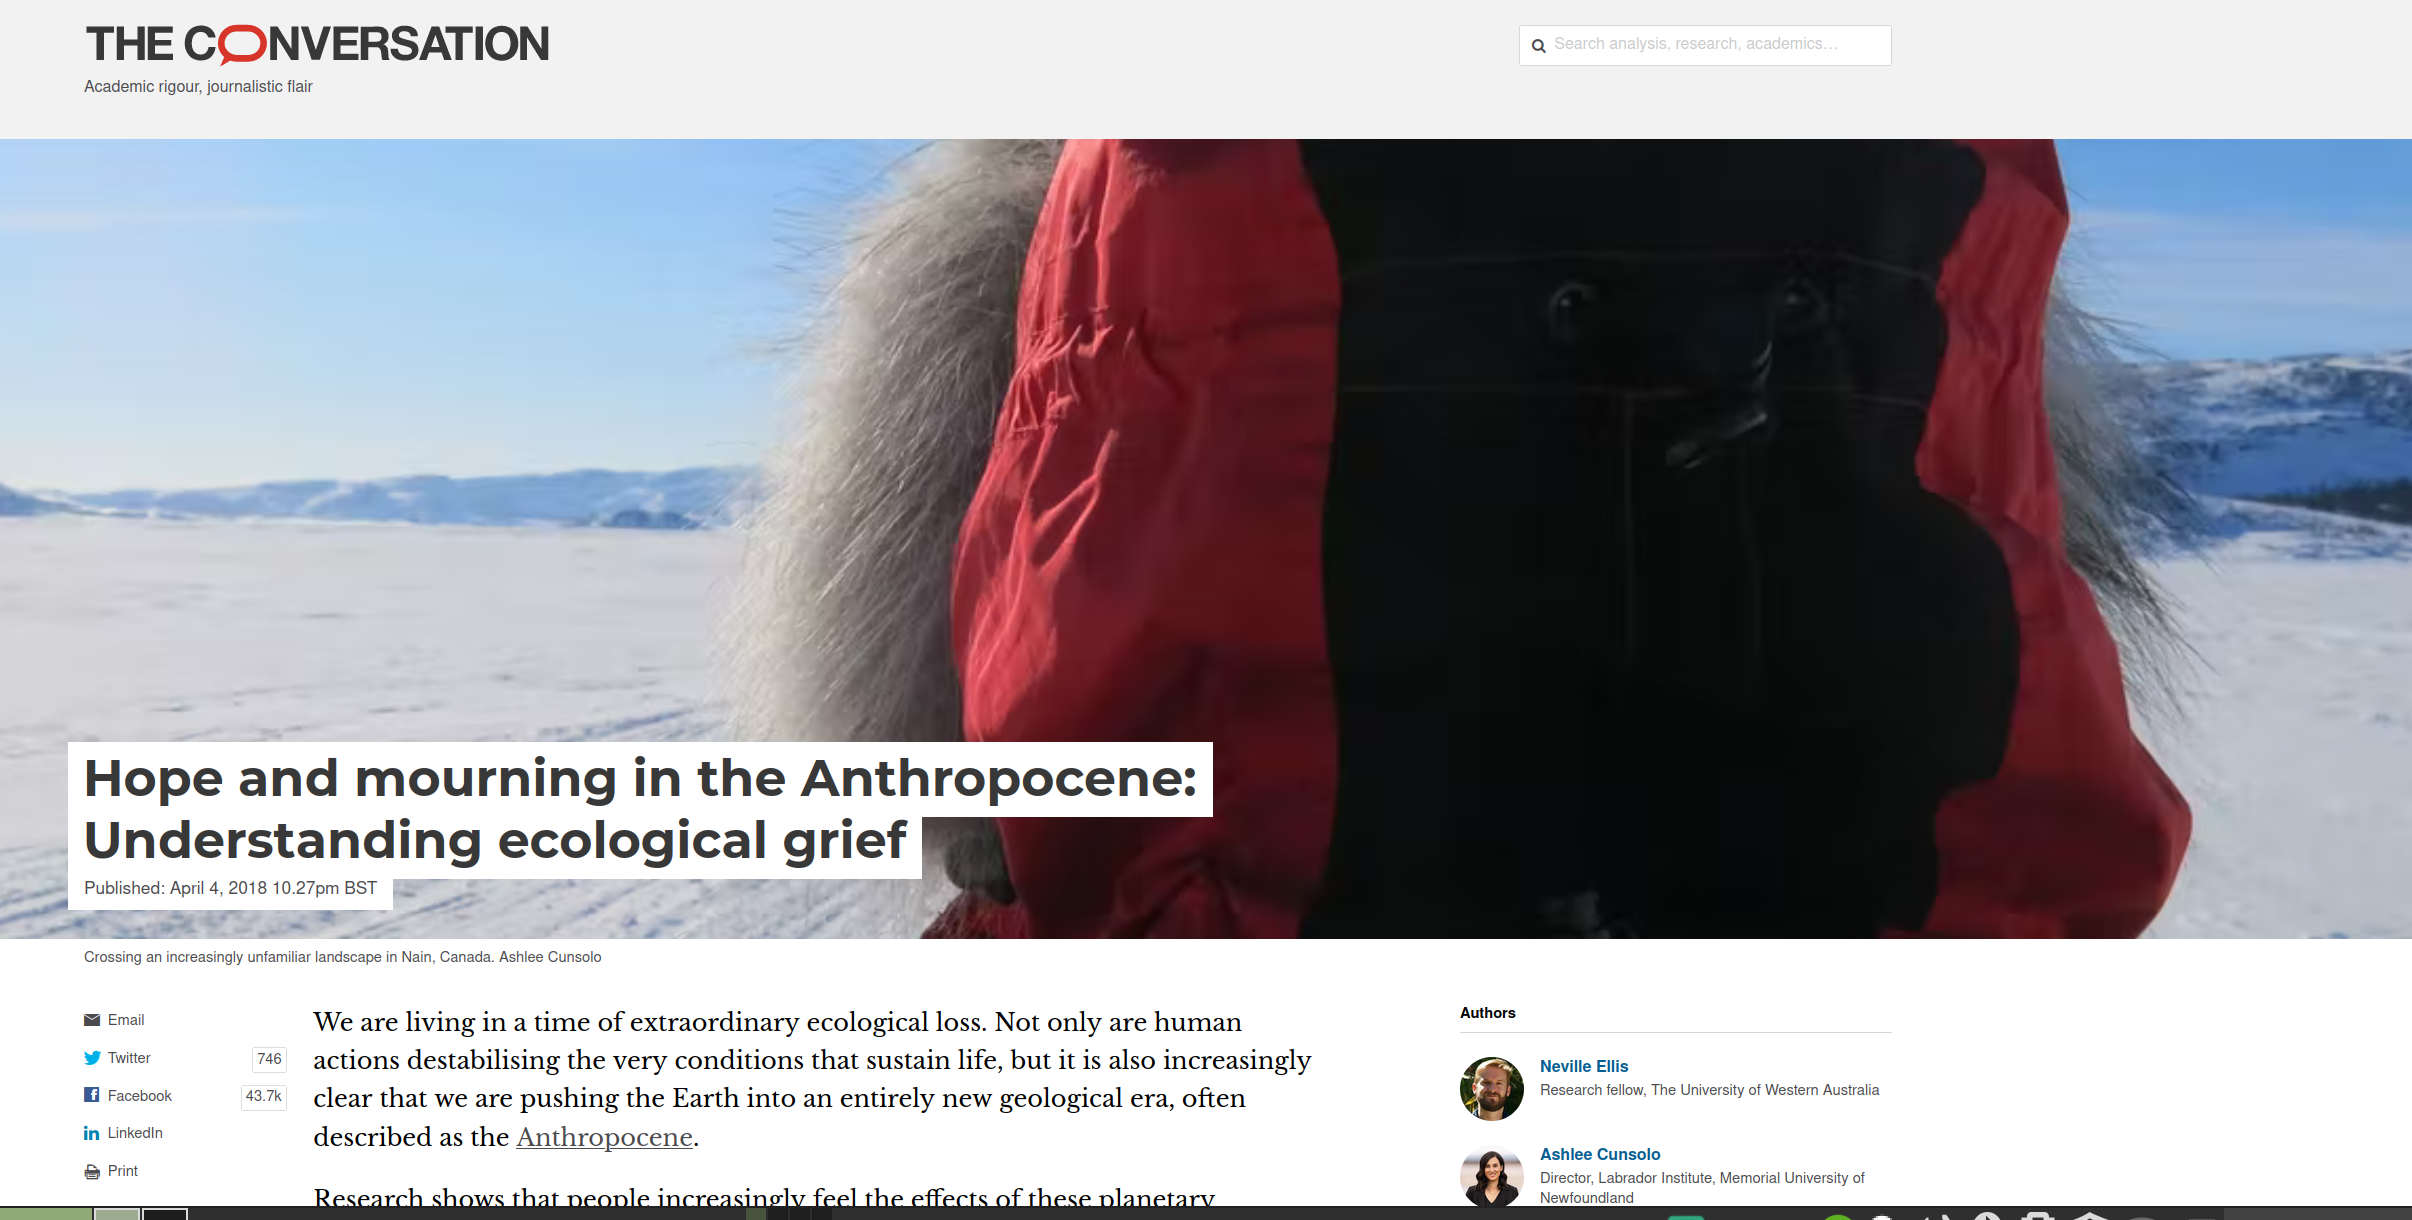 THE CONVERSATION
Academic rigour, journalistic flair
Search analysis, research, academics...
Hope and mourning in the Anthropocene:
Understanding ecological grief
Published: April 4, 2018 10.27pm BST
Crossing an increasingly unfamiliar landscape in Nain, Canada. Ashlee Cunsolo
Email
Twitter 746
Facebook 43.7k
LinkedIn
Print
We are living in a time of extraordinary ecological loss. Not only are human
actions destabilising the very conditions that sustain life, but it is also increasingly
clear that we are pushing the Earth into an entirely new geological era, often
described as the Anthropocene.
Research shows that people increasingly feel the effects of these planetary
Authors
Neville Ellis
Research fellow, The University of Western Australia
Ashlee Cunsolo
Director, Labrador Institute, Memorial University of
Newfoundland